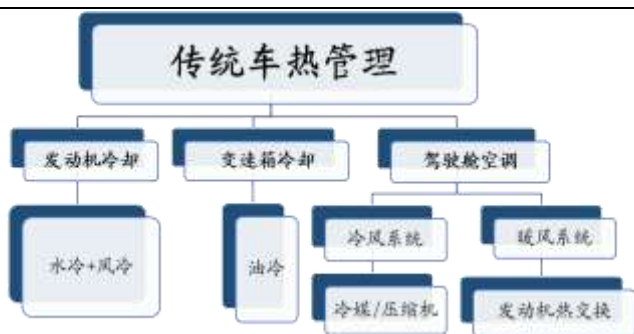 传统车热管理
发动机冷却
变速箱冷却
驾驶舱空调
水冷+风冷
油冷
冷风系统
暖风系统
冷媒/压缩机
发动机热交换